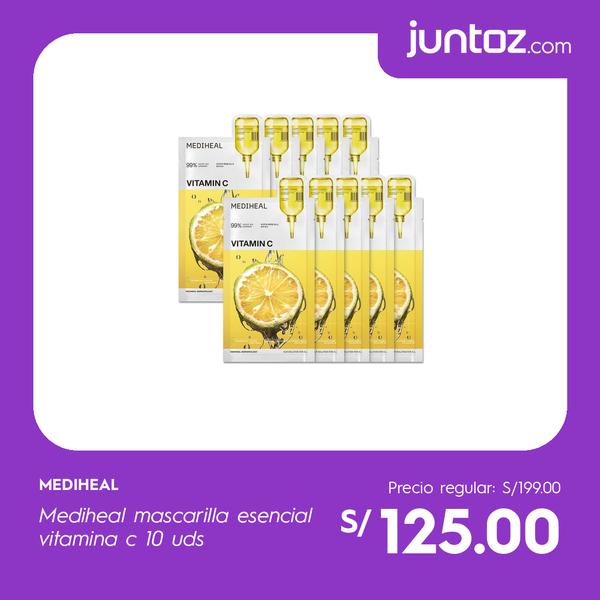 juntoz.com
MEDIHEAL
99%
VITAMIN C
MEDIHEAL
99%
VITAMIN C
MEDIHEAL
Mediheal mascarilla esencial
vitamina c 10 uds
Precio regular: S/199.00
S/125.00